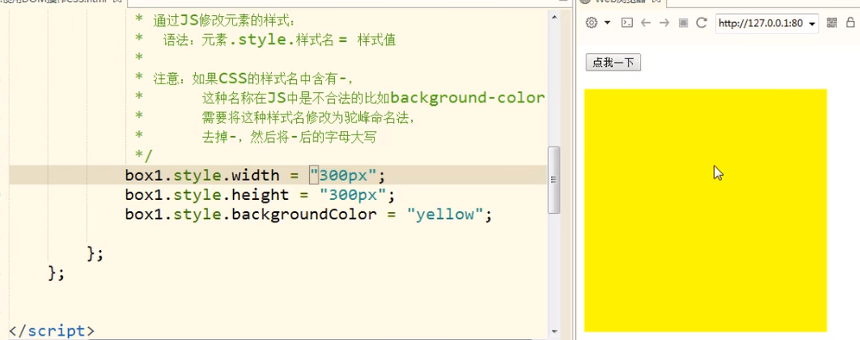 * 通过JS修改元素的样式：
* 语法：元素.style.样式名 = 样式值
*
* 注意：如果CSS的样式名中含有-，
* 这种名称在JS中是不合法的比如background-color
* 需要将这种样式名修改为驼峰命名法，
* 去掉-，然后将-后的字母大写
*/
box1.style.width = "300px";
box1.style.height = "300px";
box1.style.backgroundColor = "yellow";
};
};
</script>
http://127.0.0.1:80
点我一下